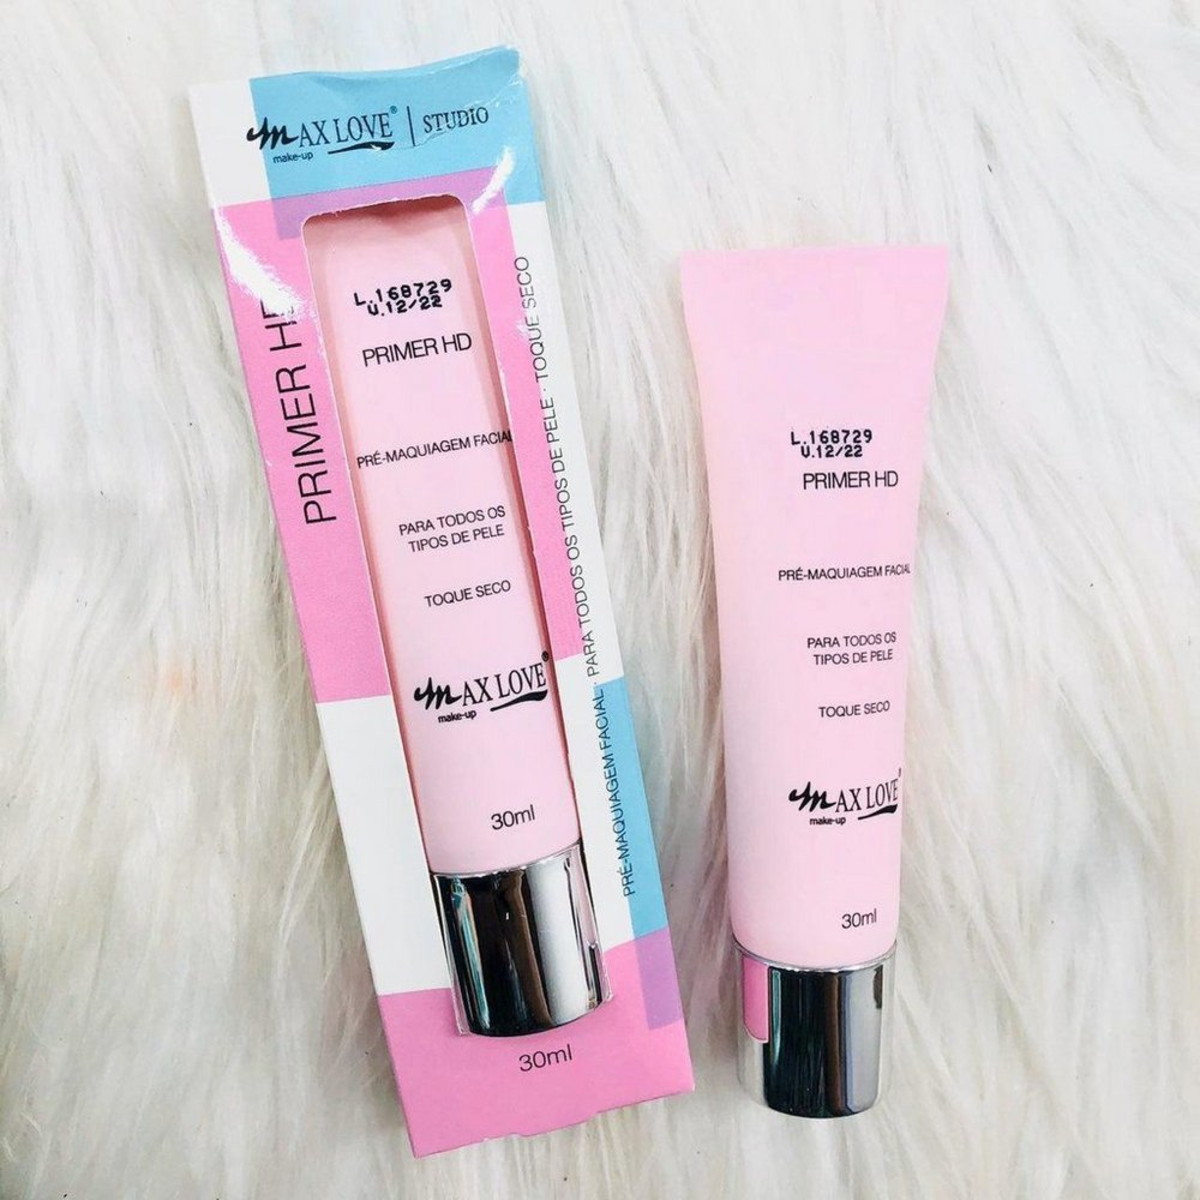 MAX LOVE® | STUDIO
make-up
PRIMER HD
L.168729
V.12/22
PRIMER HD
PRÉ-MAQUIAGEM FACIAL
PARA TODOS OS
TIPOS DE PELE
TOQUE SECO
MAX LOVE®
make-up
30ml
30ml
PRÉ-MAQUIAGEM FACIAL · PARA TODOS OS TIPOS DE PELE · TOQUE SECO
L.168729
V.12/22
PRIMER HD
PRÉ-MAQUIAGEM FACIAL
PARA TODOS OS
TIPOS DE PELE
TOQUE SECO
MAX LOVE®
make-up
30ml